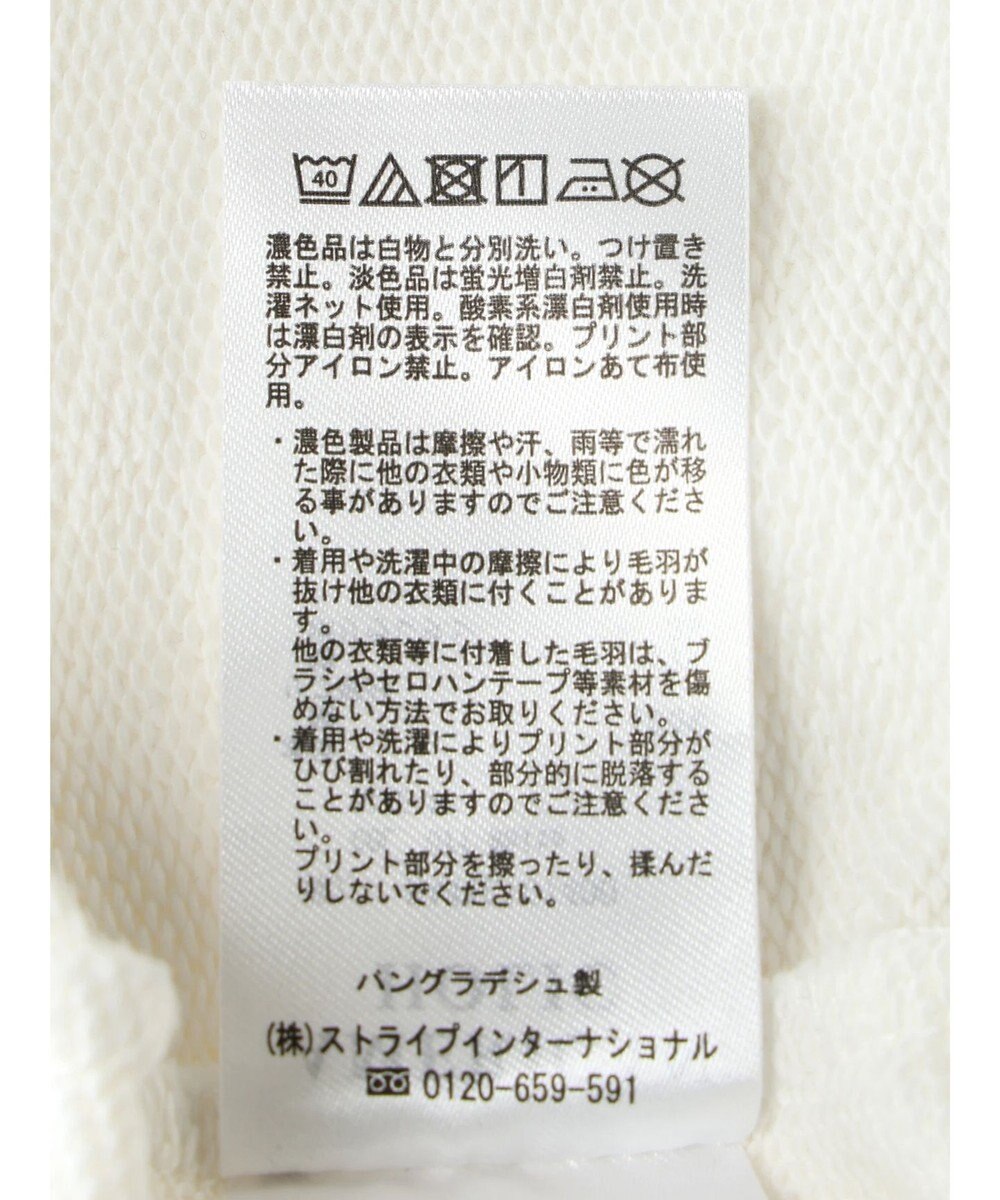 40
濃色品は白物と分別洗い。つけ置き
禁止。淡色品は蛍光増白剤禁止。洗
濯ネット使用。酸素系漂白剤使用時
は漂白剤の表示を確認。プリント部
分アイロン禁止。アイロンあて布使
用。
・濃色製品は摩擦や汗、雨等で濡れ
た際に他の衣類や小物類に色が移
る事がありますのでご注意くださ
い。
・着用や洗濯中の摩擦により毛羽が
抜け他の衣類に付くことがありま
す。
他の衣類等に付着した毛羽は、ブ
ラシやセロハンテープ等素材を傷
めない方法でお取りください。
・着用や洗濯によりプリント部分が
ひび割れたり、部分的に脱落する
ことがありますのでご注意くださ
い。
プリント部分を擦ったり、揉んだ
りしないでください。
バングラデシュ製
(株)ストライプインターナショナル
0120-659-591